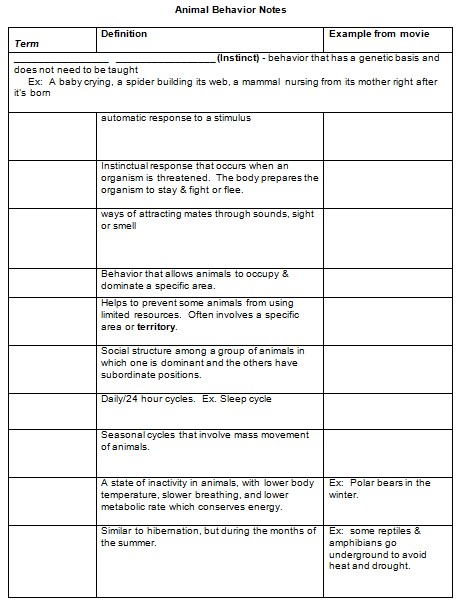 Animal Behavior Notes
Term
Definition
Example from movie
___________________ ____________________ (Instinct) - behavior that has a genetic basis and
does not need to be taught
Ex: A baby crying, a spider building its web, a mammal nursing from its mother right after
it's born
automatic response to a stimulus
Instinctual response that occurs when an
organism is threatened. The body prepares the
organism to stay & fight or flee.
ways of attracting mates through sounds, sight
or smell
Behavior that allows animals to occupy &
dominate a specific area.
Helps to prevent some animals from using
limited resources. Often involves a specific
area or territory.
Social structure among a group of animals in
which one is dominant and the others have
subordinate positions.
Daily/24 hour cycles. Ex. Sleep cycle
Seasonal cycles that involve mass movement
of animals.
A state of inactivity in animals, with lower body
temperature, slower breathing, and lower
metabolic rate which conserves energy.
Ex: Polar bears in the
winter.
Similar to hibernation, but during the months of
the summer.
Ex: some reptiles &
amphibians go
underground to avoid
heat and drought.